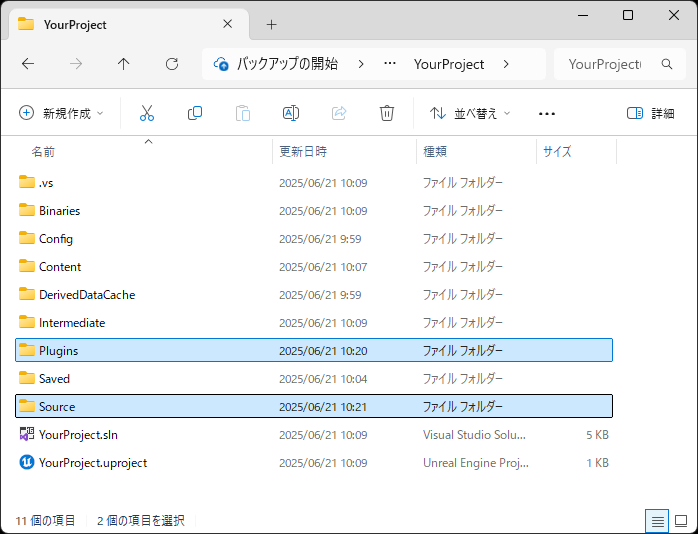 YourProject
バックアップの開始 > ... YourProject > YourProject
新規作成 並べ替え ... 詳細
名前 更新日時 種類 サイズ
.vs 2025/06/21 10:09 ファイル フォルダー
Binaries 2025/06/21 10:09 ファイル フォルダー
Config 2025/06/21 9:59 ファイル フォルダー
Content 2025/06/21 10:07 ファイル フォルダー
DerivedDataCache 2025/06/21 9:59 ファイル フォルダー
Intermediate 2025/06/21 10:09 ファイル フォルダー
Plugins 2025/06/21 10:20 ファイル フォルダー
Saved 2025/06/21 10:04 ファイル フォルダー
Source 2025/06/21 10:21 ファイル フォルダー
YourProject.sln 2025/06/21 10:09 Visual Studio Solu... 5 KB
YourProject.uproject 2025/06/21 10:09 Unreal Engine Proj... 1 KB
11 個の項目 2 個の項目を選択